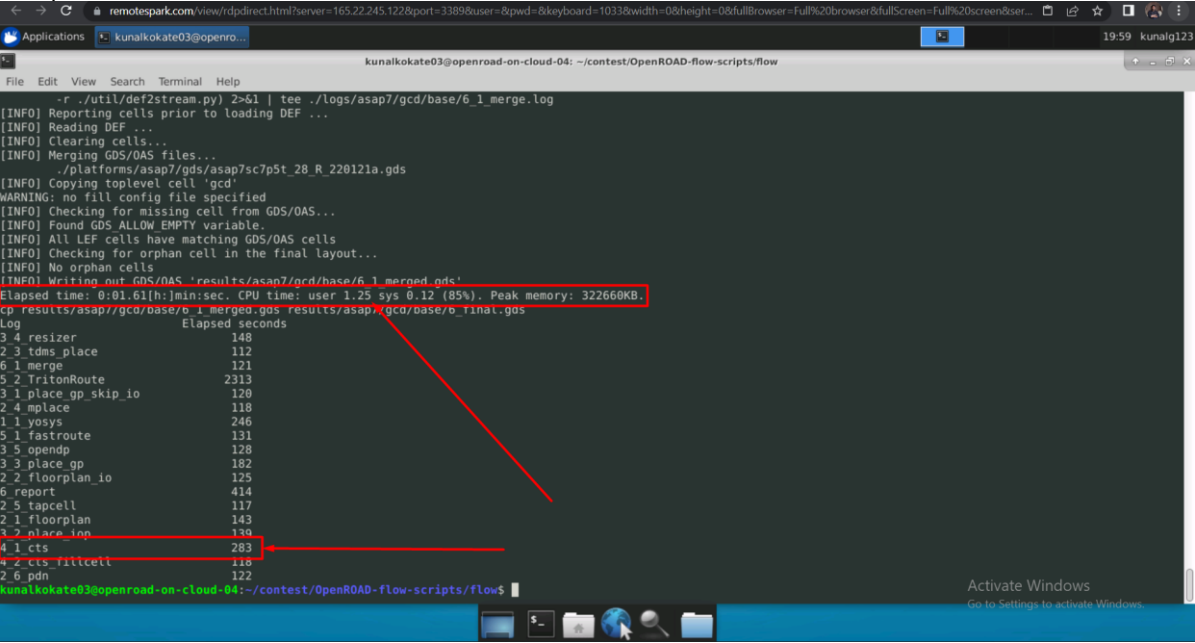 remotespark.com/view/rdpdirect.html?server=165.22.245.122&port=3389&user=&pwd=&keyboard=1033&width=0&height=0&fullBrowser=Full%20browser&fullScreen=Full%20screen&ser...
Applications kunalkokate03@openro... 19:59 kunalg123
kunalkokate03@openroad-on-cloud-04: ~/contest/OpenROAD-flow-scripts/flow
File Edit View Search Terminal Help
-r ./util/def2stream.py) 2>&1 | tee ./logs/asap7/gcd/base/6_1_merge.log
[INFO] Reporting cells prior to loading DEF ...
[INFO] Reading DEF ...
[INFO] Clearing cells...
[INFO] Merging GDS/OAS files...
./platforms/asap7/gds/asap7sc7p5t_28_R_220121a.gds
[INFO] Copying toplevel cell 'gcd'
WARNING: no fill config file specified
[INFO] Checking for missing cell from GDS/OAS...
[INFO] Found GDS_ALLOW_EMPTY variable.
[INFO] All LEF cells have matching GDS/OAS cells
[INFO] Checking for orphan cell in the final layout...
[INFO] No orphan cells
[INFO] Writing out GDS/OAS 'results/asap7/gcd/base/6_1_merged.gds'
Elapsed time: 0:01.61[h:]min:sec. CPU time: user 1.25 sys 0.12 (85%). Peak memory: 322660KB.
cp results/asap7/gcd/base/6_1_merged.gds results/asap7/gcd/base/6_final.gds
Log Elapsed seconds
3_4_resizer 148
2_3_tdms_place 112
6_1_merge 121
5_2_TritonRoute 2313
3_1_place_gp_skip_io 120
2_4_mplace 118
1_1_yosys 246
5_1_fastroute 131
3_5_opendp 128
3_3_place_gp 182
2_2_floorplan_io 125
6_report 414
2_5_tapcell 117
2_1_floorplan 143
3_2_place_iop 139
4_1_cts 283
4_2_cts_fillcell 118
2_6_pdn 122
kunalkokate03@openroad-on-cloud-04:~/contest/OpenROAD-flow-scripts/flow$
Activate Windows
Go to Settings to activate Windows.